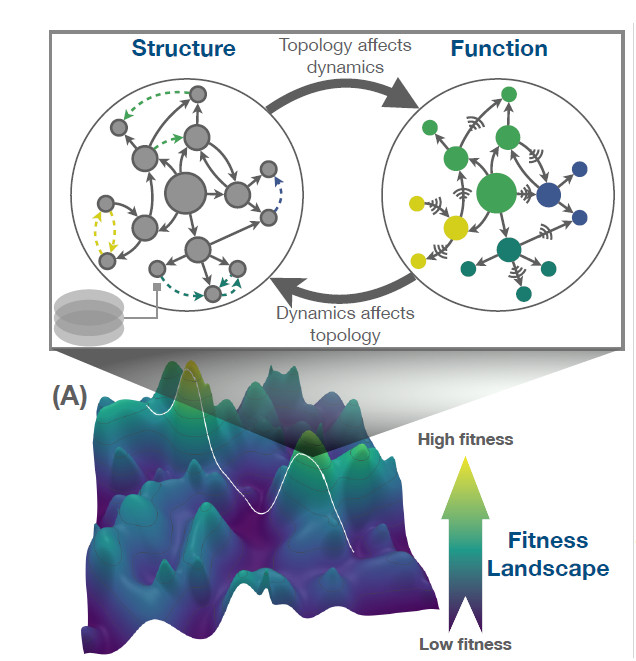 Structure
Topology affects
dynamics
Function
Dynamics affects
topology
(A)
High fitness
Fitness
Landscape
Low fitness